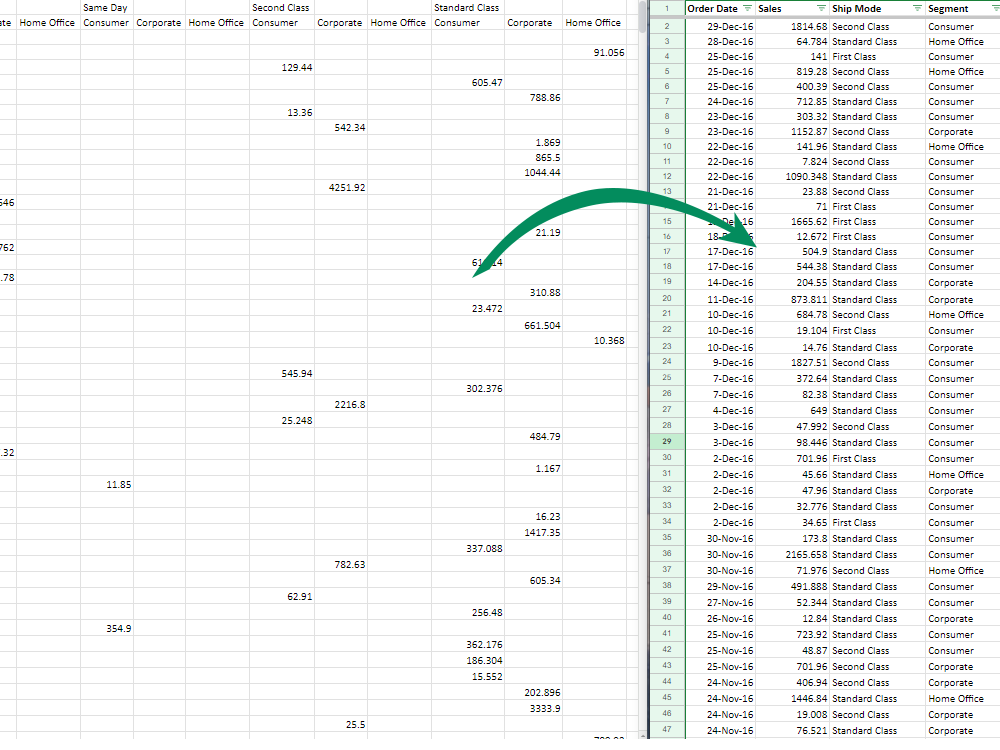 Same Day Second Class Standard Class
ate Home Office Consumer Corporate Home Office Consumer Corporate Home Office Consumer Corporate Home Office
91.056
129.44
605.47
788.86
13.36
542.34
1.869
865.5
1044.44
4251.92
546
21.19
762
.78
310.88
23.472
661.504
10.368
545.94
302.376
2216.8
25.248
484.79
.32
1.167
11.85
16.23
1417.35
337.088
782.63
605.34
62.91
256.48
354.9
362.176
186.304
15.552
202.896
3333.9
25.5
1 Order Date Sales Ship Mode Segment
2 29-Dec-16 1814.68 Second Class Consumer
3 28-Dec-16 64.784 Standard Class Home Office
4 25-Dec-16 141 First Class Consumer
5 25-Dec-16 819.28 Second Class Home Office
6 25-Dec-16 400.39 Second Class Consumer
7 24-Dec-16 712.85 Standard Class Consumer
8 23-Dec-16 303.32 Standard Class Consumer
9 23-Dec-16 1152.87 Second Class Corporate
10 22-Dec-16 141.96 Standard Class Home Office
11 22-Dec-16 7.824 Second Class Consumer
12 22-Dec-16 1090.348 Standard Class Consumer
13 21-Dec-16 23.88 Second Class Consumer
21-Dec-16 71 First Class Consumer
15 1665.62 First Class Consumer
16 12.672 First Class Consumer
17 17-Dec-16 504.9 Standard Class Consumer
18 17-Dec-16 544.38 Standard Class Consumer
19 14-Dec-16 204.55 Standard Class Corporate
20 11-Dec-16 873.811 Standard Class Corporate
21 10-Dec-16 684.78 Second Class Home Office
22 10-Dec-16 19.104 First Class Consumer
23 10-Dec-16 14.76 Standard Class Corporate
24 9-Dec-16 1827.51 Second Class Consumer
25 7-Dec-16 372.64 Standard Class Consumer
26 7-Dec-16 82.38 Standard Class Consumer
27 4-Dec-16 649 Standard Class Consumer
28 3-Dec-16 47.992 Second Class Consumer
29 3-Dec-16 98.446 Standard Class Consumer
30 2-Dec-16 701.96 First Class Consumer
31 2-Dec-16 45.66 Standard Class Home Office
32 2-Dec-16 47.96 Standard Class Corporate
33 2-Dec-16 32.776 Standard Class Consumer
34 2-Dec-16 34.65 First Class Consumer
35 30-Nov-16 173.8 Standard Class Consumer
36 30-Nov-16 2165.658 Standard Class Consumer
37 30-Nov-16 71.976 Second Class Home Office
38 29-Nov-16 491.888 Standard Class Consumer
39 27-Nov-16 52.344 Standard Class Consumer
40 26-Nov-16 12.84 Standard Class Corporate
41 25-Nov-16 723.92 Standard Class Consumer
42 25-Nov-16 48.87 Second Class Consumer
43 25-Nov-16 701.96 Second Class Corporate
44 24-Nov-16 406.94 Second Class Corporate
45 24-Nov-16 1446.84 Standard Class Home Office
46 24-Nov-16 19.008 Second Class Corporate
47 24-Nov-16 76.521 Standard Class Corporate